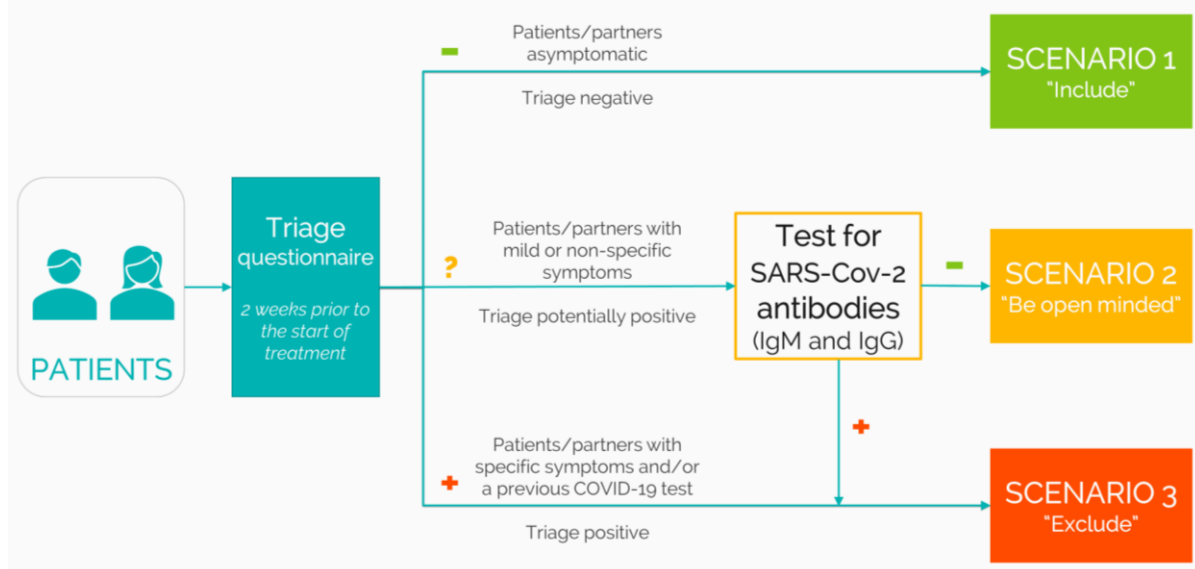 PATIENTS
Triage
questionnaire
2 weeks prior to
the start of
treatment
-
Patients/partners
asymptomatic
Triage negative
SCENARIO 1
"Include"
?
Patients/partners with
mild or non-specific
symptoms
Triage potentially positive
Test for
SARS-Cov-2
antibodies
(IgM and IgG)
-
SCENARIO 2
"Be open minded"
+
+
Patients/partners with
specific symptoms and/or
a previous COVID-19 test
Triage positive
SCENARIO 3
"Exclude"